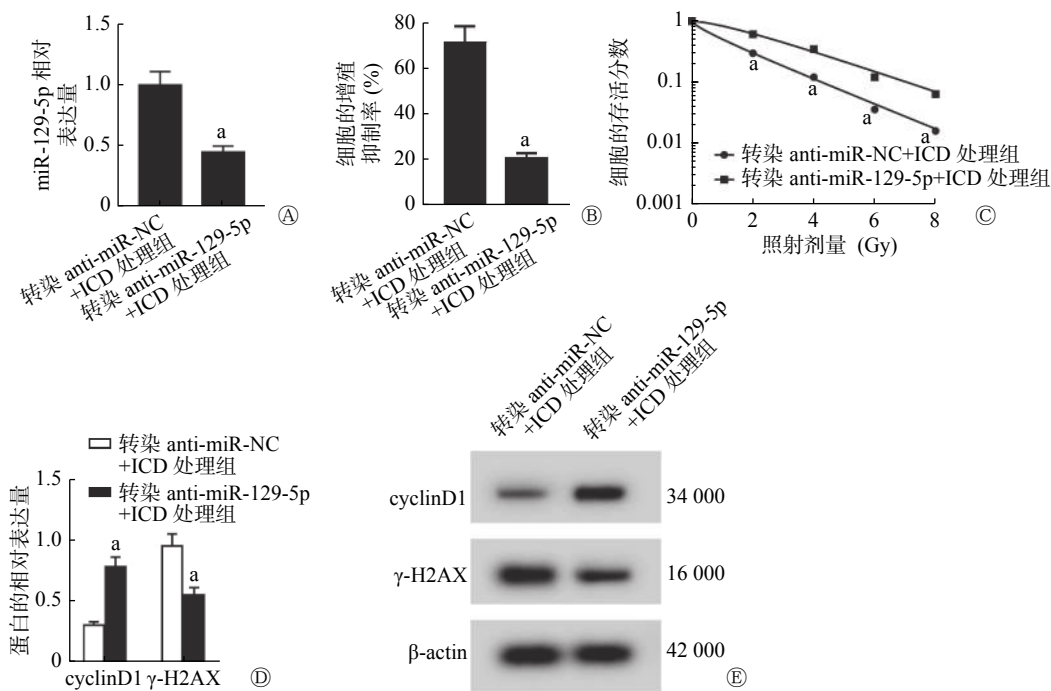 miR-129-5p 相对
表达量
1.5
1.0
0.5
0
a
转染 anti-miR-NC
+ICD 处理组
转染 anti-miR-129-5p
+ICD 处理组
Ⓐ
细胞的增殖
抑制率 (%)
80
60
40
20
0
a
转染 anti-miR-NC
+ICD 处理组
转染 anti-miR-129-5p
+ICD 处理组
Ⓑ
细胞的存活分数
1
0.1
0.01
0.001
a
a
a
a
转染 anti-miR-NC+ICD 处理组
转染 anti-miR-129-5p+ICD 处理组
0 2 4 6 8
照射剂量 (Gy)
Ⓒ
转染 anti-miR-NC
+ICD 处理组
转染 anti-miR-129-5p
+ICD 处理组
蛋白的相对表达量
1.5
1.0
0.5
0
a
a
cyclinD1 γ-H2AX
Ⓓ
转染 anti-miR-NC
+ICD 处理组
转染 anti-miR-129-5p
+ICD 处理组
cyclinD1 34 000
γ-H2AX 16 000
β-actin 42 000
Ⓔ